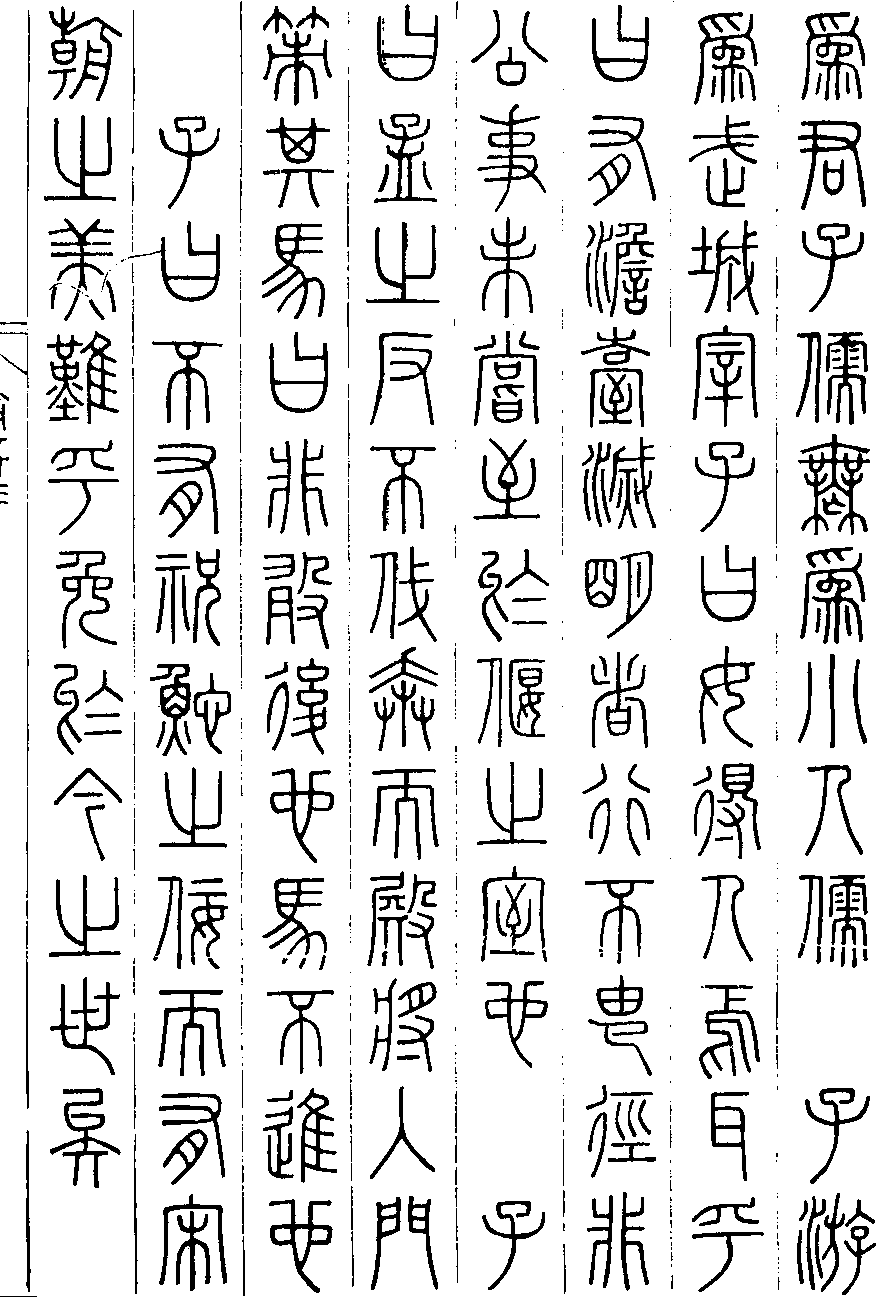 爲君子儒無爲小人儒　子游
爲武城宰子曰女得人焉耳乎
曰有澹臺滅明者行不由徑非
公事未嘗至於偃之室也　子
曰孟之反不伐奔而殿將入門
策其馬曰非敢後也馬不進也
子曰不有祝鮀之佞而有宋
朝之美難乎免於今之世矣